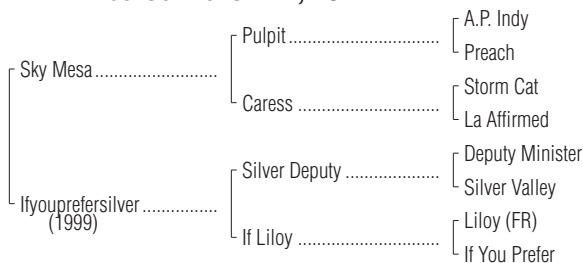 A.P. Indy
Pulpit
Preach
Sky Mesa
Storm Cat
Caress
La Affirmed
Deputy Minister
Silver Deputy
Silver Valley
Ifyouprefersilver
(1999)
Liloy (FR)
If Liloy
If You Prefer